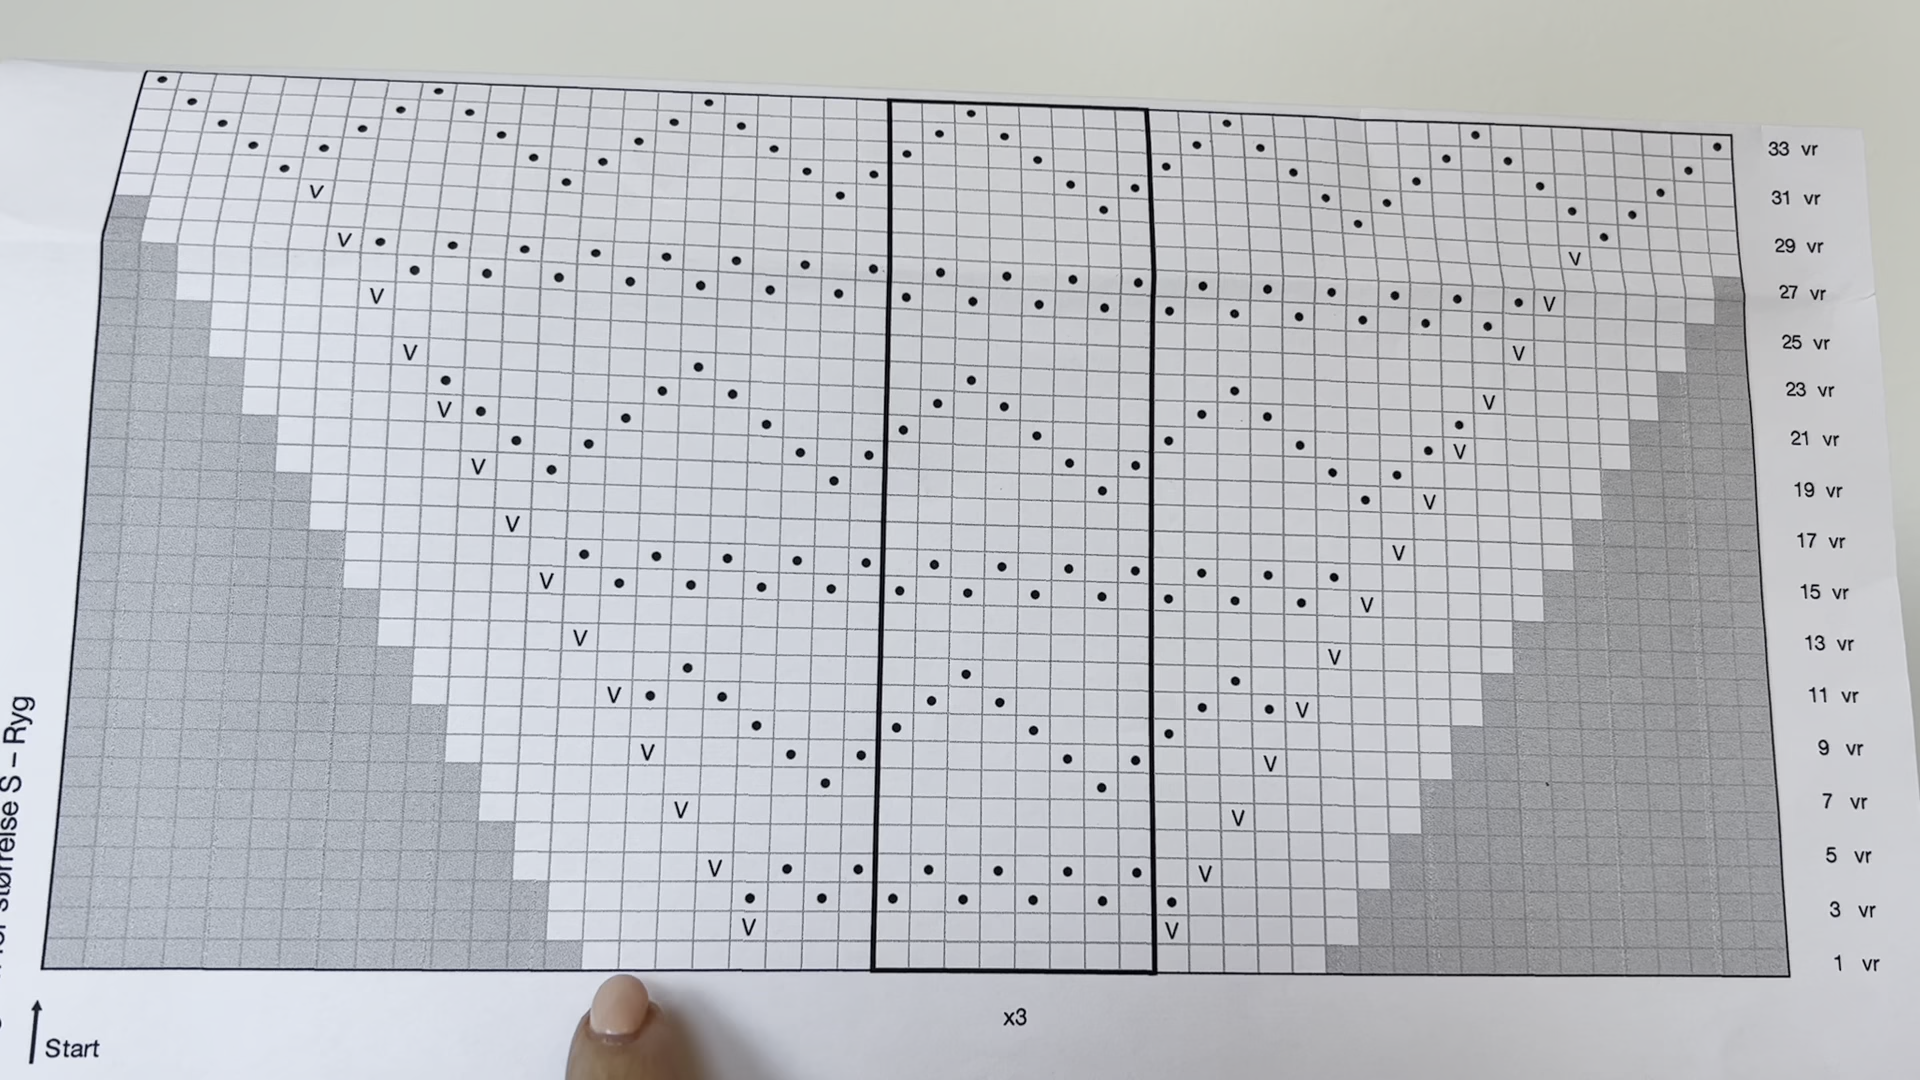 33 vr
31 vr
29 vr
27 vr
25 vr
23 vr
21 vr
19 vr
17 vr
15 vr
13 vr
11 vr
9 vr
7 vr
5 vr
3 vr
1 vr
størrelse S – Ryg
x3
Start